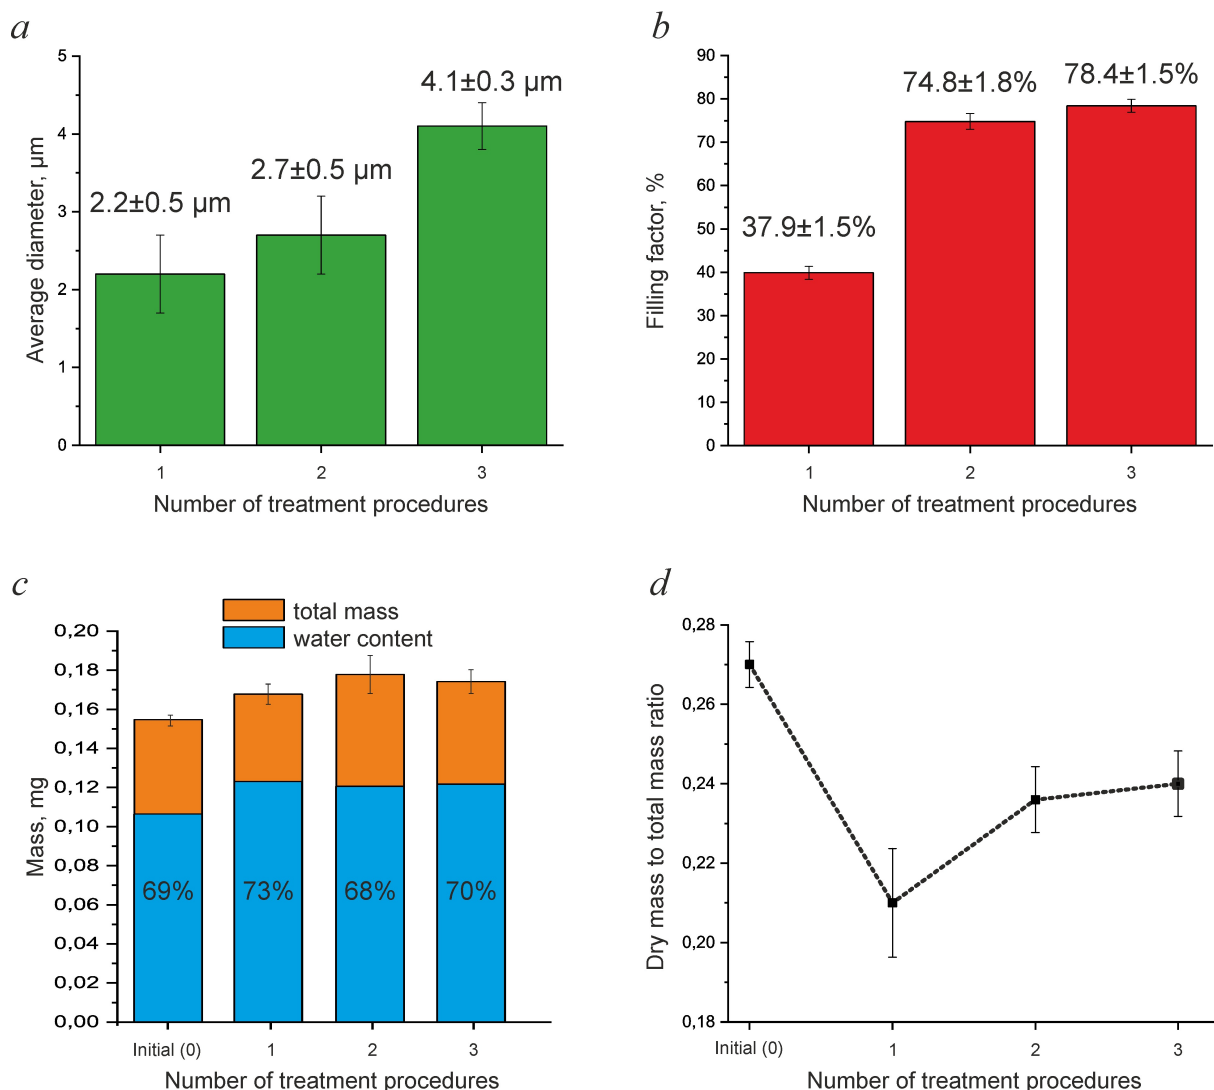 a
5
4
3
2
1
0
2.2±0.5 µm
2.7±0.5 µm
4.1±0.3 µm
Average diameter, µm
1 2 3
Number of treatment procedures
b
90
80
70
60
50
40
30
20
10
0
37.9±1.5%
74.8±1.8%
78.4±1.5%
Filling factor, %
1 2 3
Number of treatment procedures
c
total mass
water content
0,20
0,18
0,16
0,14
0,12
0,10
0,08
0,06
0,04
0,02
0,00
Mass, mg
69% 73% 68% 70%
Initial (0) 1 2 3
Number of treatment procedures
d
0,28
0,26
0,24
0,22
0,20
0,18
Dry mass to total mass ratio
Initial (0) 1 2 3
Number of treatment procedures